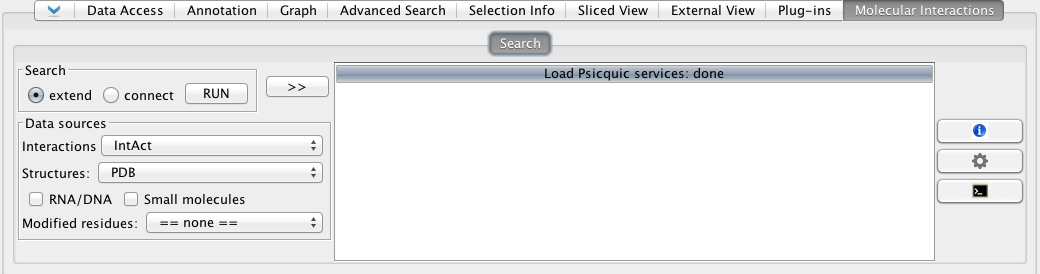 Data Access Annotation Graph Advanced Search Selection Info Sliced View External View Plug-ins Molecular Interactions
Search
Search
extend connect RUN
>>
Data sources
Interactions IntAct
Structures: PDB
RNA/DNA Small molecules
Modified residues: == none ==
Load Psicquic services: done